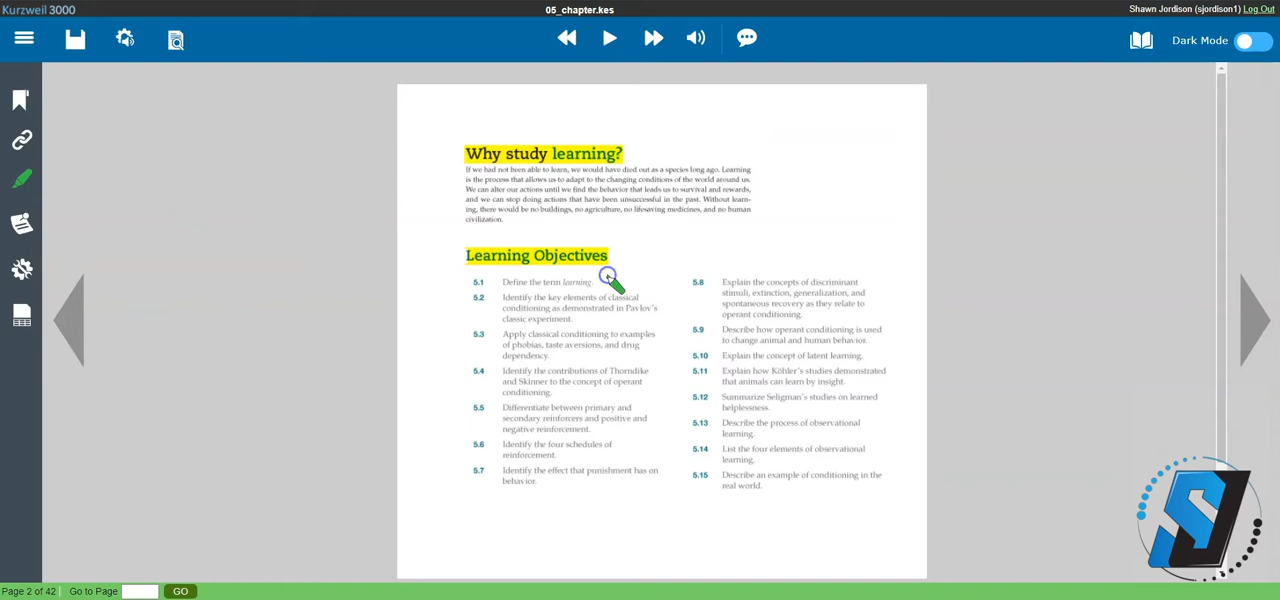 Kurzweil 3000
05_chapter.kes
Shawn Jordison (sjordison1) Log Out
Dark Mode
Why study learning?
If we had not been able to learn, we would have died out as a species long ago. Learning
is the process that allows us to adapt to the changing conditions of the world around us.
We can alter our actions until we find the behavior that leads us to survival and rewards,
and we can stop doing actions that have been unsuccessful in the past. Without learn-
ing, there would be no buildings, no agriculture, no lifesaving medicines, and no human
civilization.
Learning Objectives
5.1 Define the term learning.
5.2 Identify the key elements of classical
conditioning as demonstrated in Pavlov's
classic experiment.
5.3 Apply classical conditioning to examples
of phobias, taste aversions, and drug
dependency.
5.4 Identify the contributions of Thorndike
and Skinner to the concept of operant
conditioning.
5.5 Differentiate between primary and
secondary reinforcers and positive and
negative reinforcement.
5.6 Identify the four schedules of
reinforcement.
5.7 Identify the effect that punishment has on
behavior.
5.8 Explain the concepts of discriminant
stimuli, extinction, generalization, and
spontaneous recovery as they relate to
operant conditioning.
5.9 Describe how operant conditioning is used
to change animal and human behavior.
5.10 Explain the concept of latent learning.
5.11 Explain how Köhler's studies demonstrated
that animals can learn by insight.
5.12 Summarize Seligman's studies on learned
helplessness.
5.13 Describe the process of observational
learning.
5.14 List the four elements of observational
learning.
5.15 Describe an example of conditioning in the
real world.
SJ
Page 2 of 42 Go to Page GO